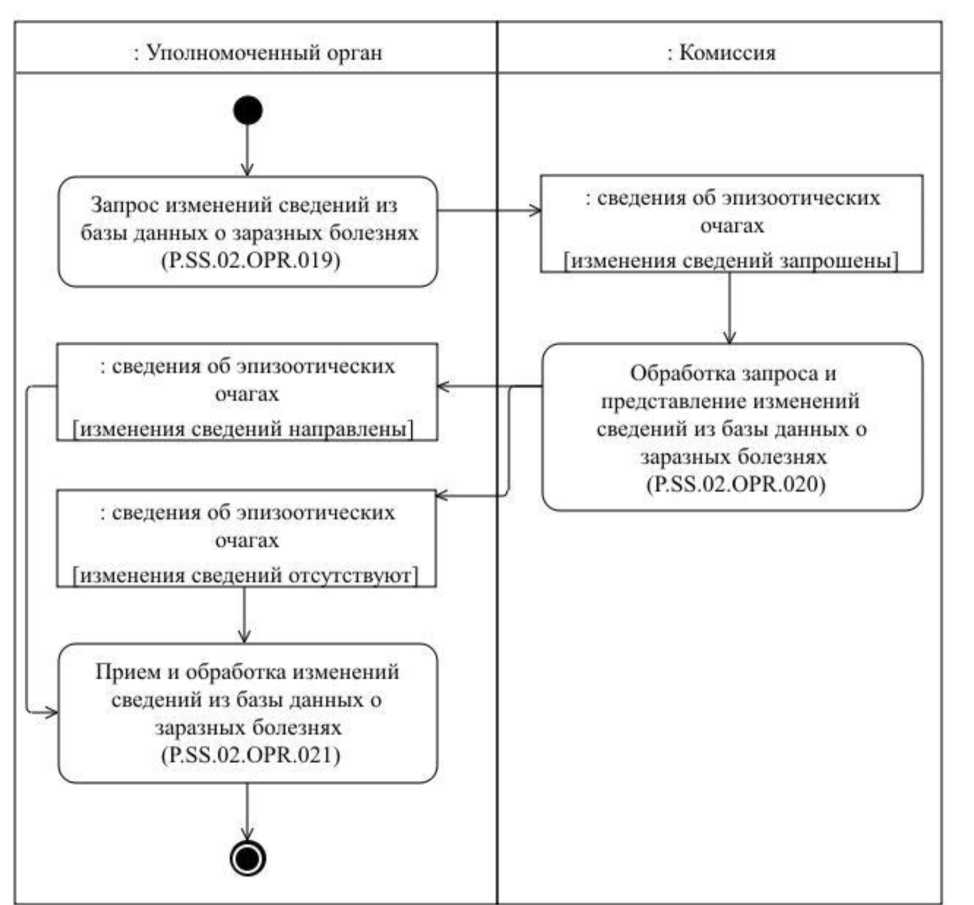 : Уполномоченный орган
: Комиссия
Запрос изменений сведений из
базы данных о заразных болезнях
(P.SS.02.OPR.019)
: сведения об эпизоотических
очагах
[изменения сведений запрошены]
: сведения об эпизоотических
очагах
[изменения сведений направлены]
Обработка запроса и
представление изменений
сведений из базы данных о
заразных болезнях
(P.SS.02.OPR.020)
: сведения об эпизоотических
очагах
[изменения сведений отсутствуют]
Прием и обработка изменений
сведений из базы данных о
заразных болезнях
(P.SS.02.OPR.021)